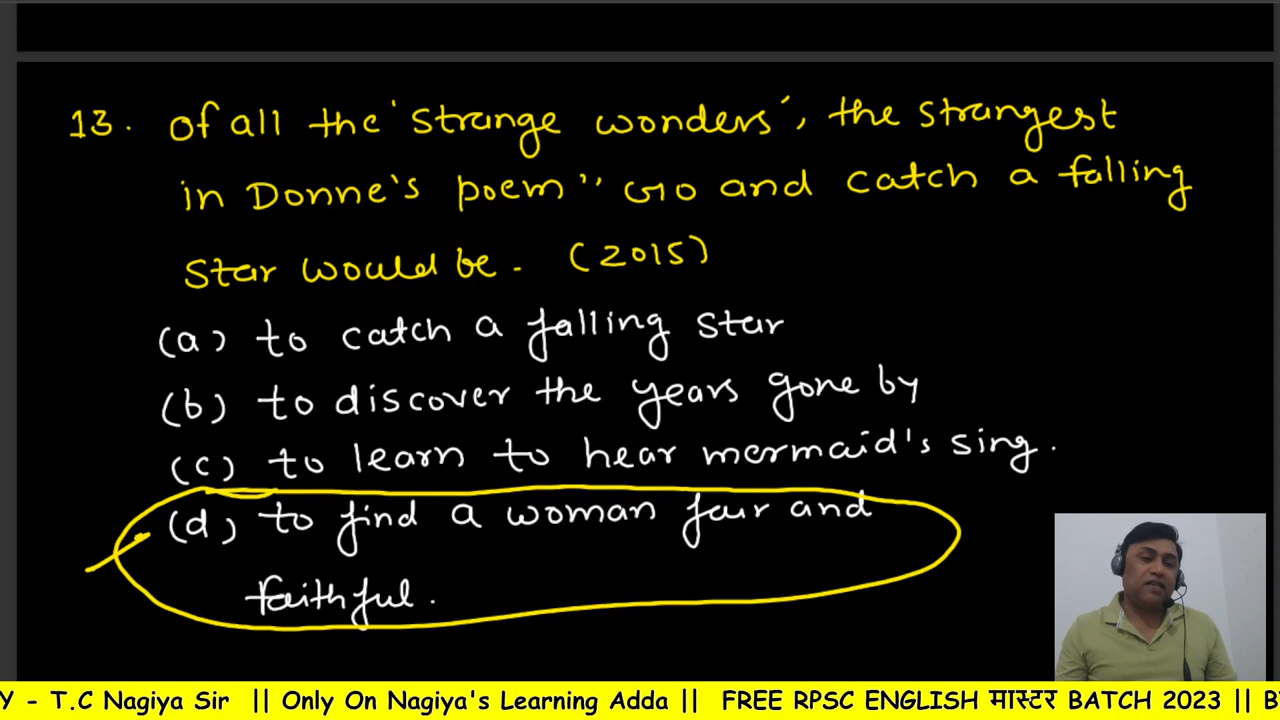 13. Of all the 'strange wonders', the strangest
in Donne's poem" Go and catch a falling
Star would be. (2015)
(a) to catch a falling star
(b) to discover the years gone by
(c) to learn to hear mermaid's sing.
(d) to find a woman fair and
faithful.
Y - T.C Nagiya Sir || Only On Nagiya's Learning Adda || FREE RPSC ENGLISH मास्टर BATCH 2023 || B